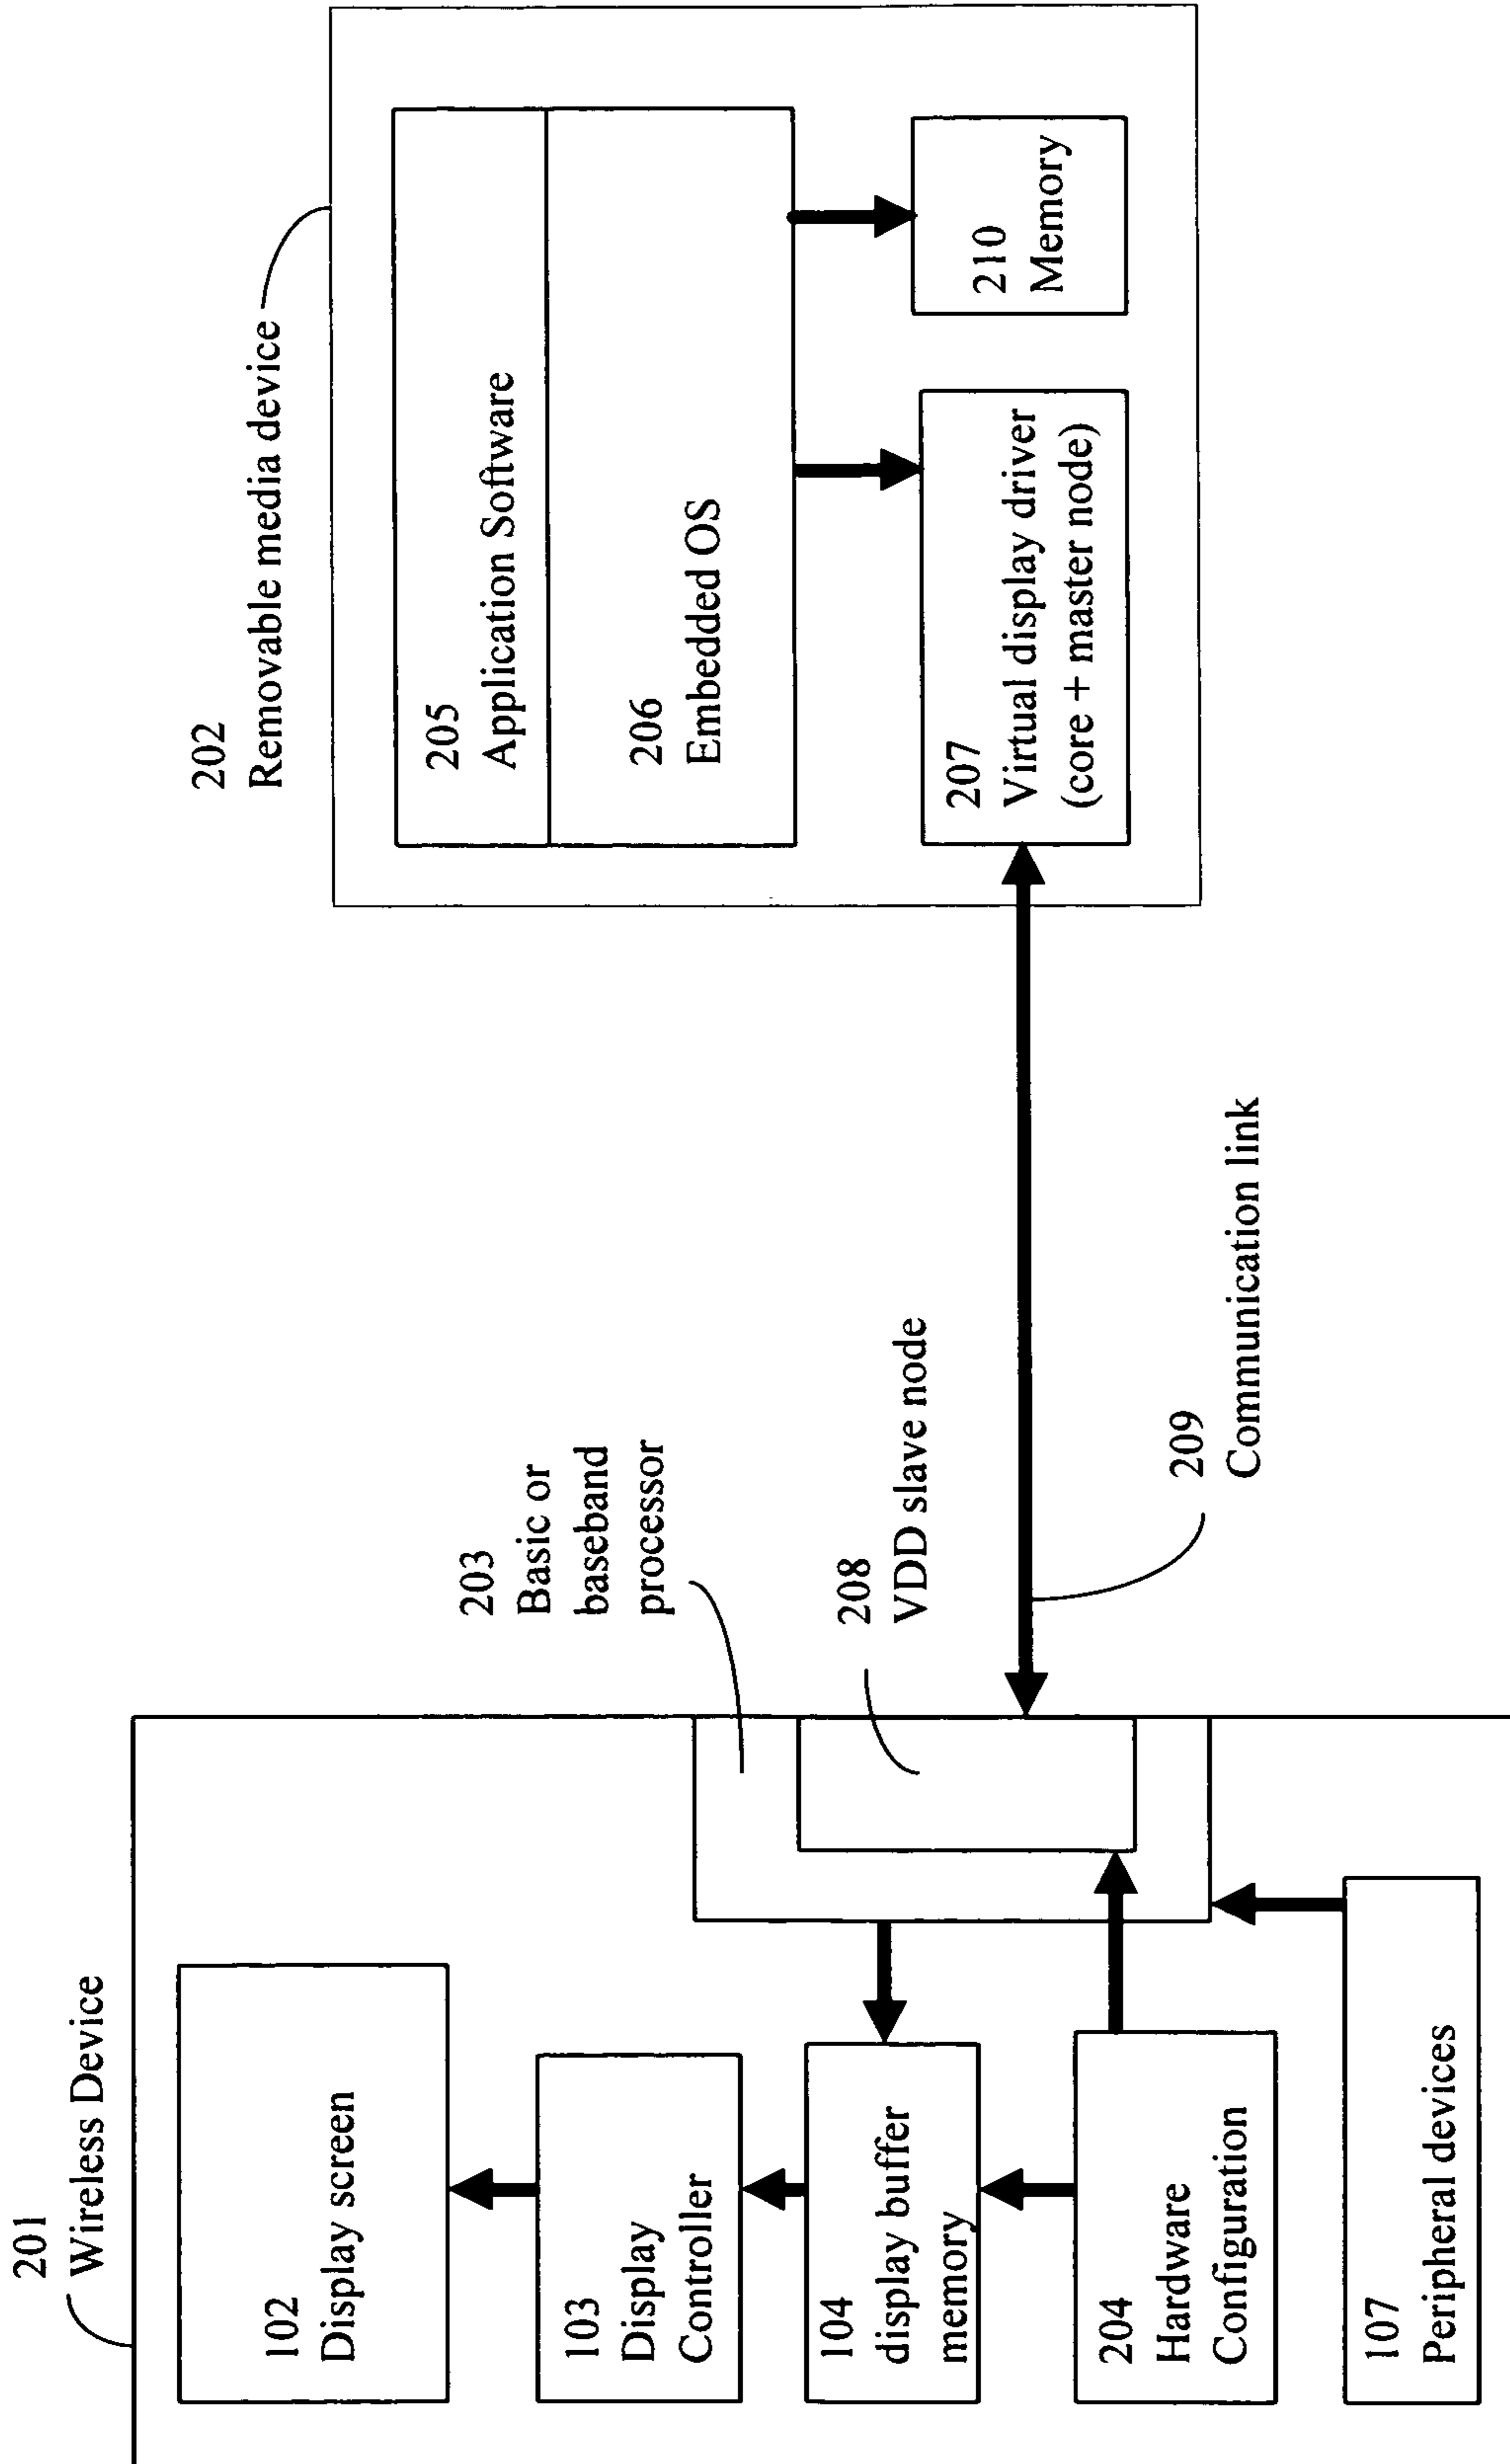 201
Wireless Device
102
Display screen
103
Display
Controller
104
display buffer
memory
204
Hardware
Configuration
107
Peripheral devices
203
Basic or
baseband
processor
208
VDD slave node
209
Communication link
202
Removable media device
205
Application Software
206
Embedded OS
207
Virtual display driver
(core + master node)
210
Memory